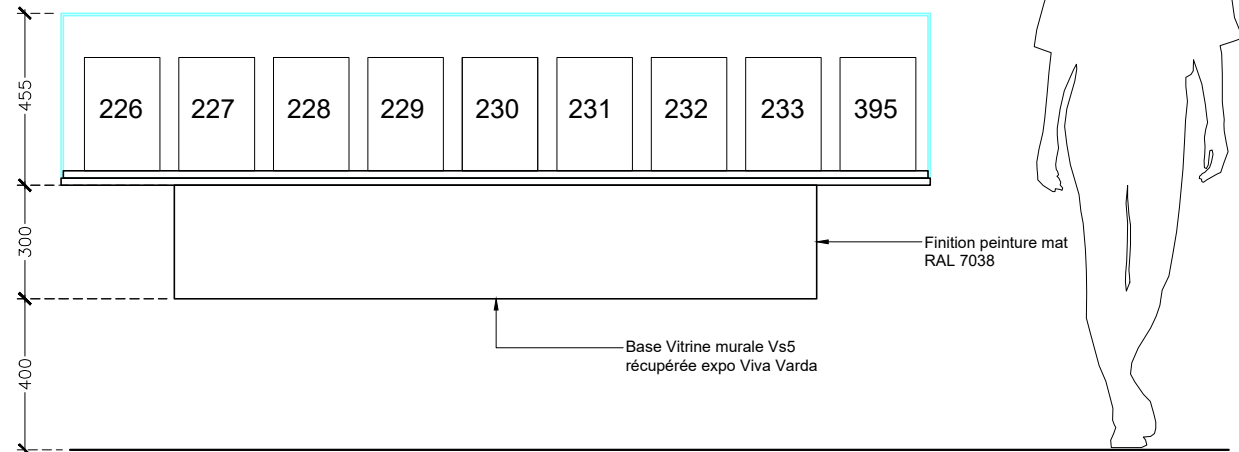 455
226 227 228 229 230 231 232 233 395
300
Finition peinture mat
RAL 7038
Base Vitrine murale Vs5
récupérée expo Viva Varda
400